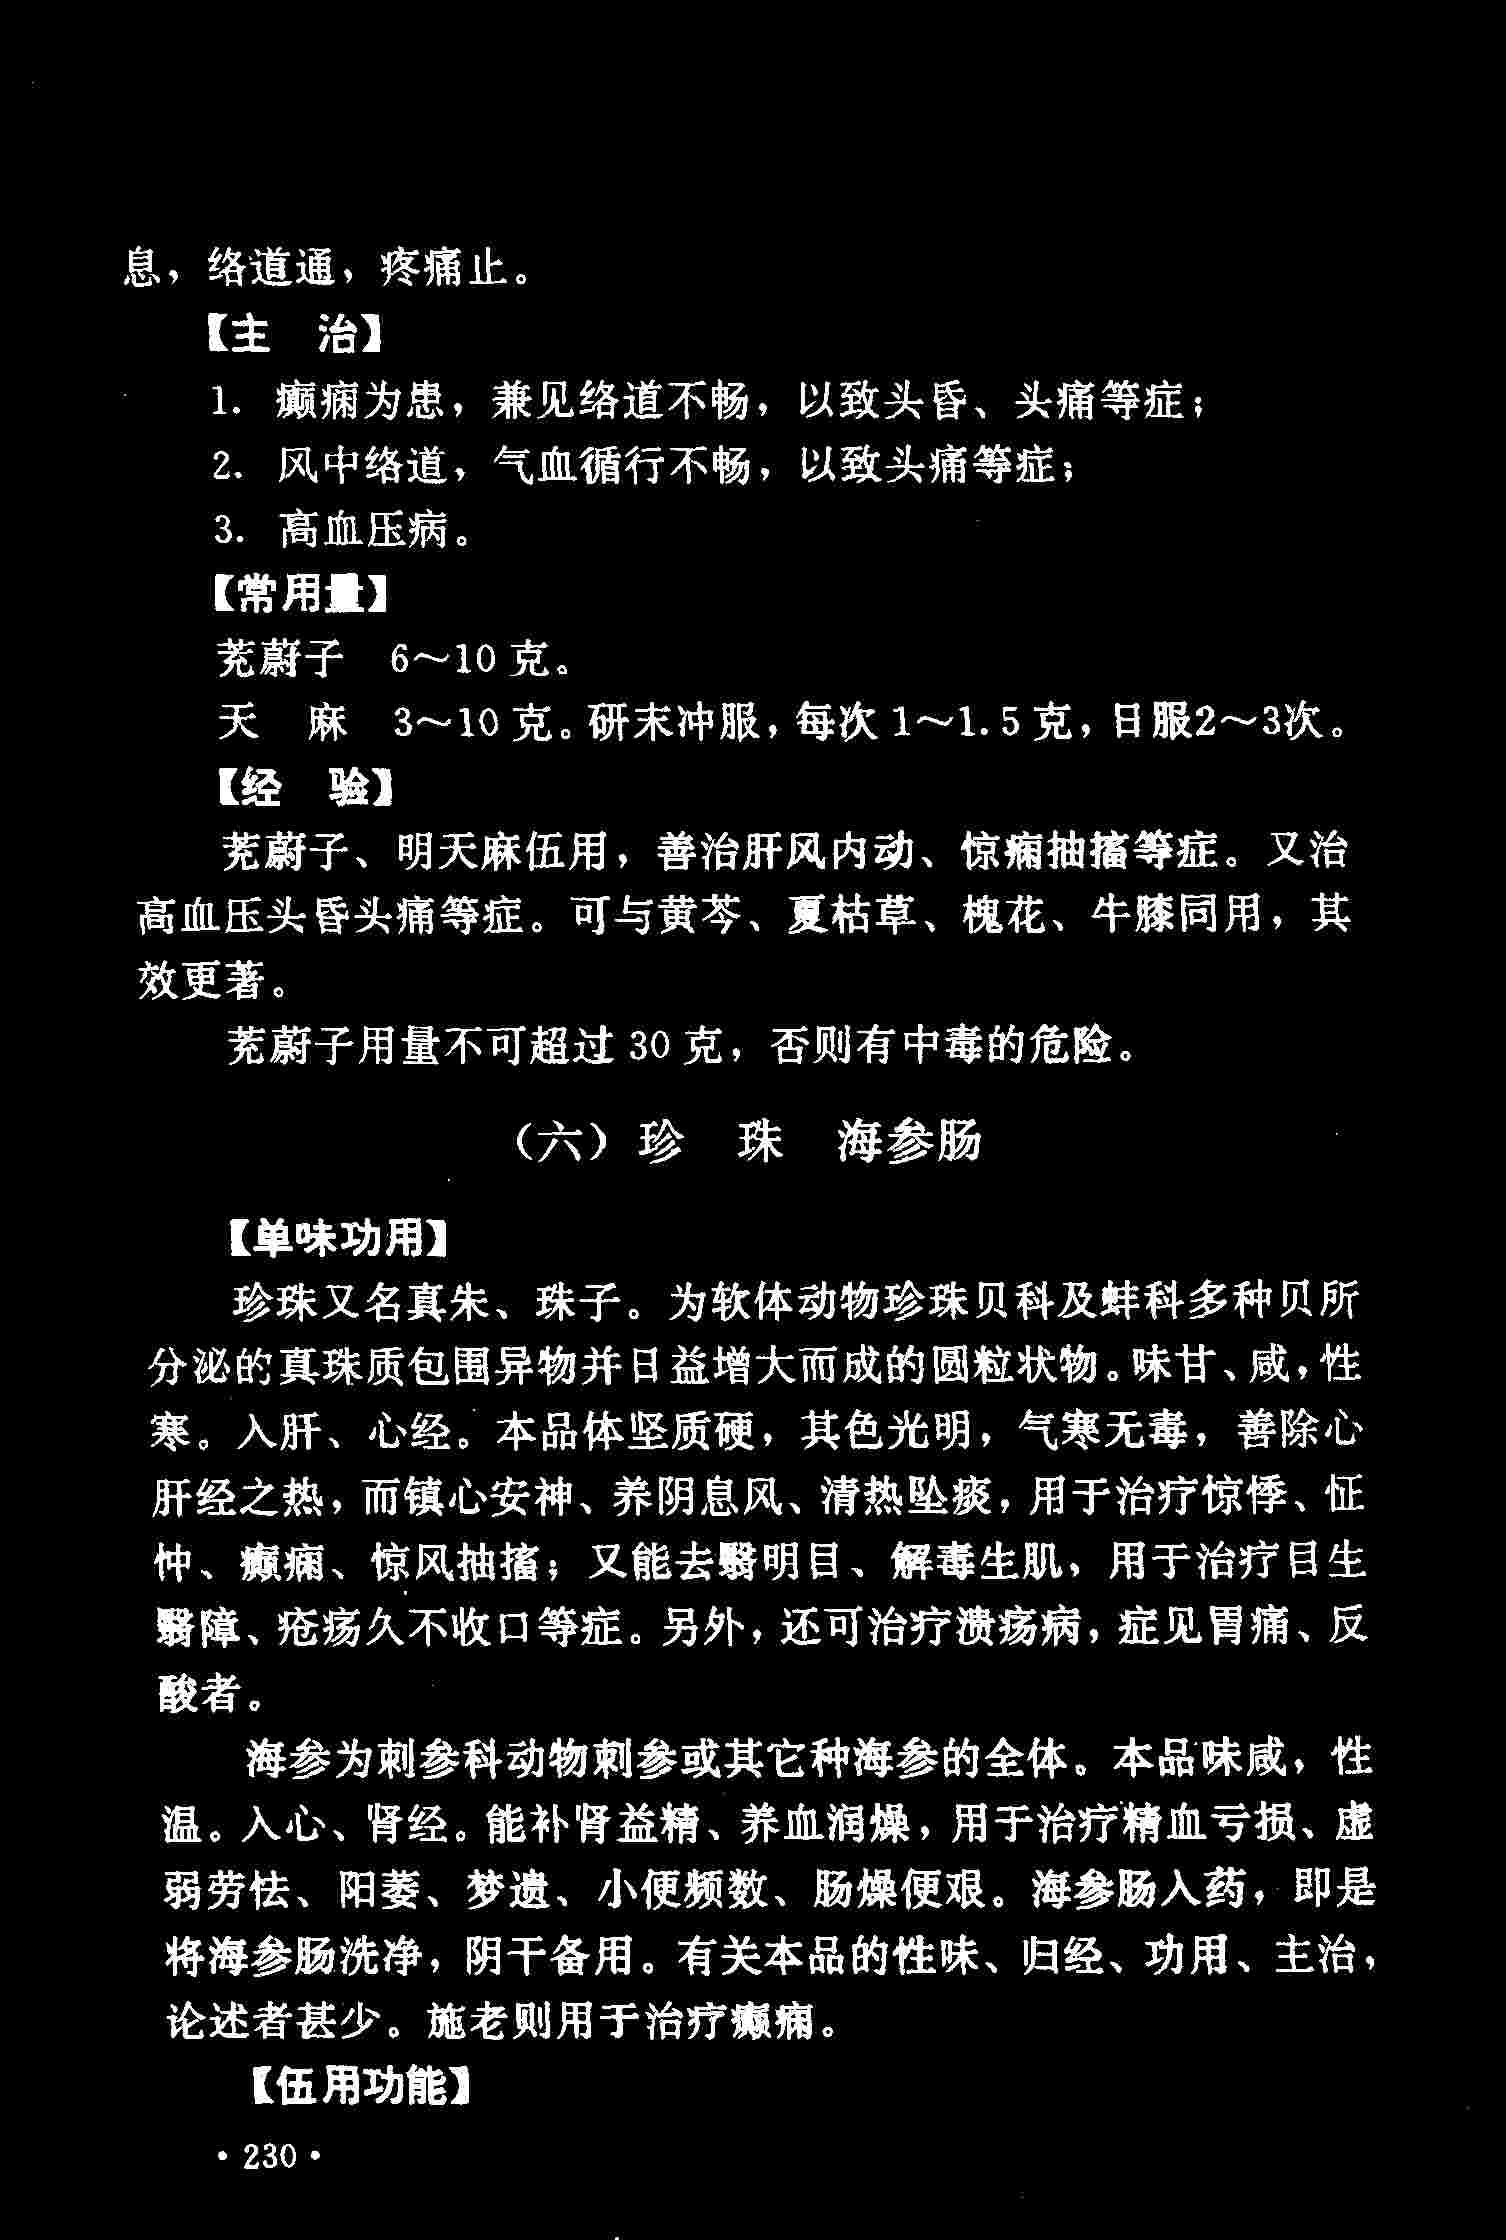 息，络道通，疼痛止。
【主　治】
1. 癫痫为患，兼见络道不畅，以致头昏、头痛等症；
2. 风中络道，气血循行不畅，以致头痛等症；
3. 高血压病。
【常用量】
茺蔚子　6～10 克。
天　麻　3～10 克。研末冲服，每次 1～1.5 克，日服2～3次。
【经　验】
茺蔚子、明天麻伍用，善治肝风内动、惊痫抽搐等症。又治
高血压头昏头痛等症。可与黄芩、夏枯草、槐花、牛膝同用，其
效更著。
茺蔚子用量不可超过 30 克，否则有中毒的危险。
（六）珍　珠　海参肠
【单味功用】
珍珠又名真朱、珠子。为软体动物珍珠贝科及蚌科多种贝所
分泌的真珠质包围异物并日益增大而成的圆粒状物。味甘、咸，性
寒。入肝、心经。本品体坚质硬，其色光明，气寒无毒，善除心
肝经之热，而镇心安神、养阴息风、清热坠痰，用于治疗惊悸、怔
忡、癫痫、惊风抽搐；又能去翳明目、解毒生肌，用于治疗目生
翳障、疮疡久不收口等症。另外，还可治疗溃疡病，症见胃痛、反
酸者。
海参为刺参科动物刺参或其它种海参的全体。本品味咸，性
温。入心、肾经。能补肾益精、养血润燥，用于治疗精血亏损、虚
弱劳怯、阳萎、梦遗、小便频数、肠燥便艰。海参肠入药，即是
将海参肠洗净，阴干备用。有关本品的性味、归经、功用、主治，
论述者甚少。施老则用于治疗癫痫。
【伍用功能】
· 230 ·